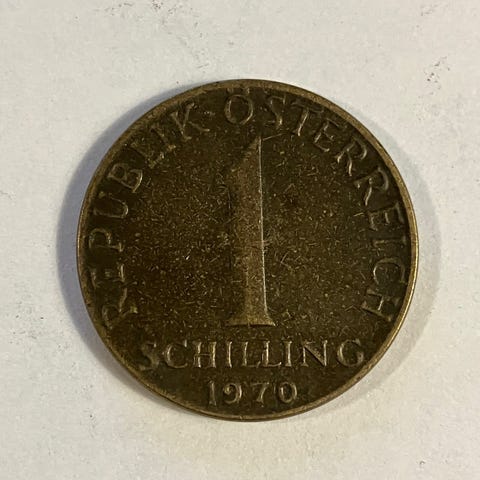 REPUBLIK·ÖSTERREICH
1
SCHILLING
1970